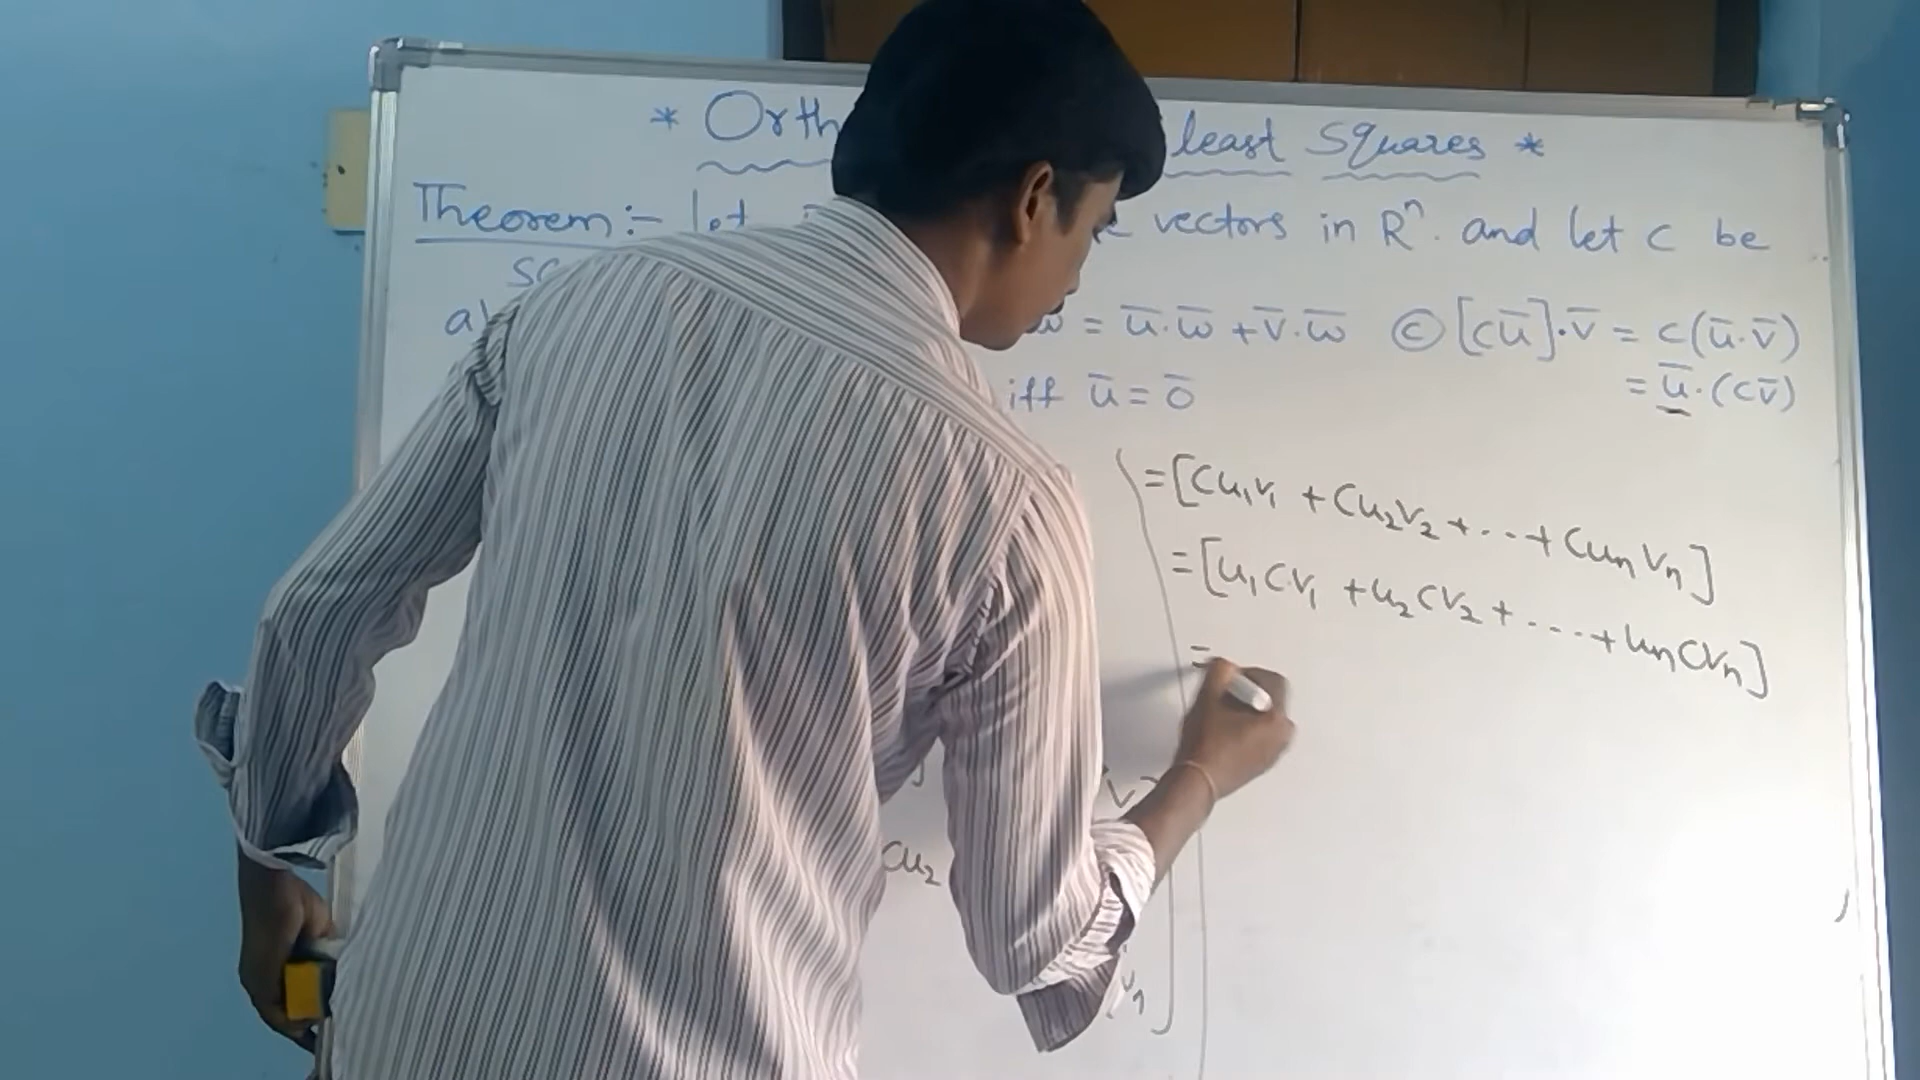 * Orth least Squares *
Theorem:- let vectors in Rⁿ. and let c be
a) w̄ = ū.w̄ + v̄.w̄ © [cū].v̄ = c(ū.v̄)
iff ū = ō = ū.(cv̄)
=[cu₁v₁ + cu₂v₂+...+ cuₙvₙ]
=[u₁cv₁ + u₂cv₂+....+ uₙcvₙ]
=
cu₂
vₙ